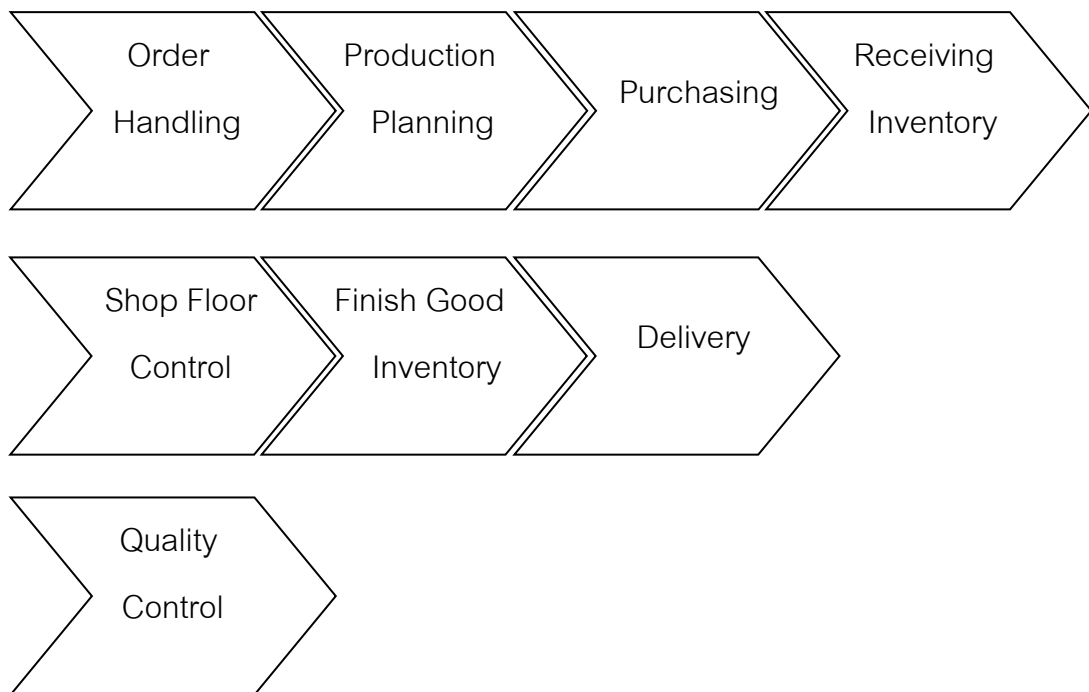 Order
Handling
Production
Planning
Purchasing
Receiving
Inventory
Shop Floor
Control
Finish Good
Inventory
Delivery
Quality
Control